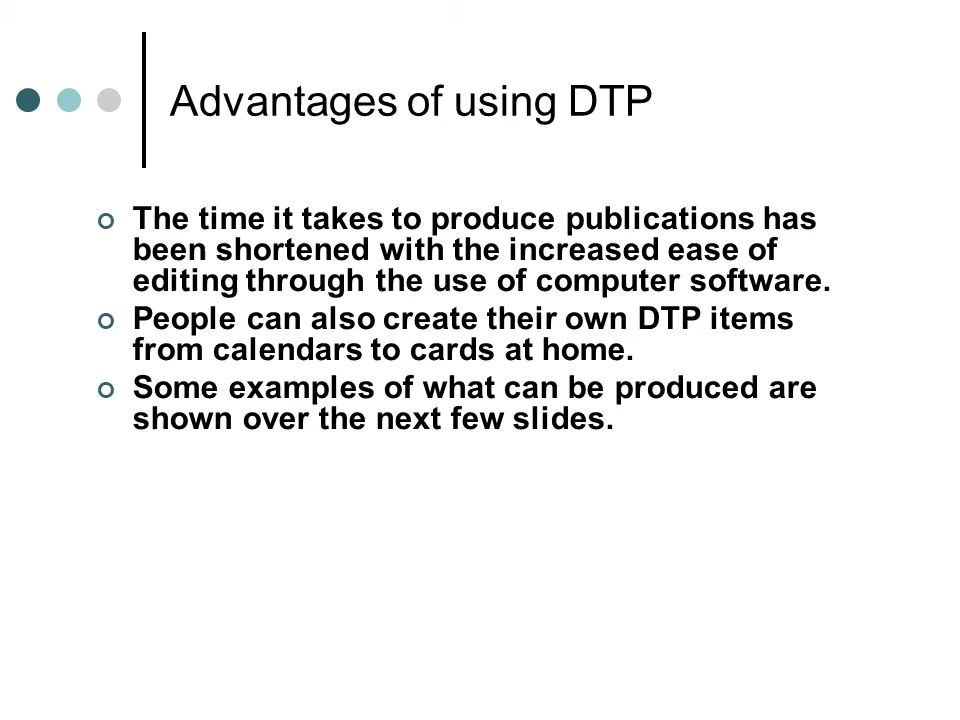 Advantages of using DTP
The time it takes to produce publications has
been shortened with the increased ease of
editing through the use of computer software.
People can also create their own DTP items
from calendars to cards at home.
Some examples of what can be produced are
shown over the next few slides.